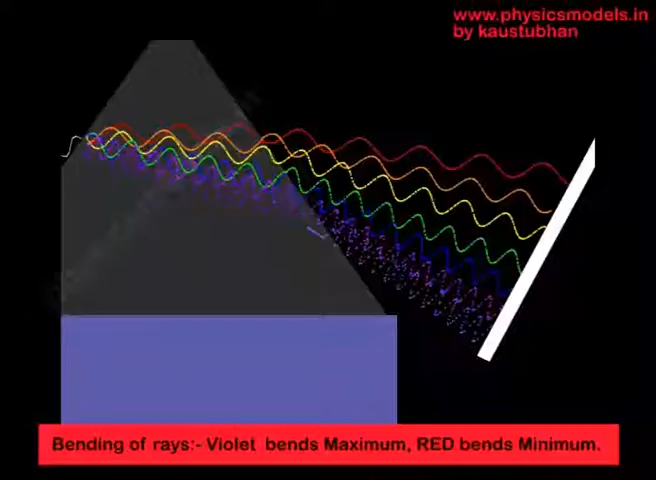 www.physicsmodels.in
by kaustubhan
Bending of rays:- Violet bends Maximum, RED bends Minimum.